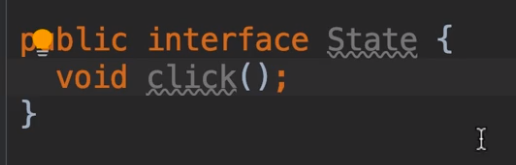 public interface State {
void click();
}